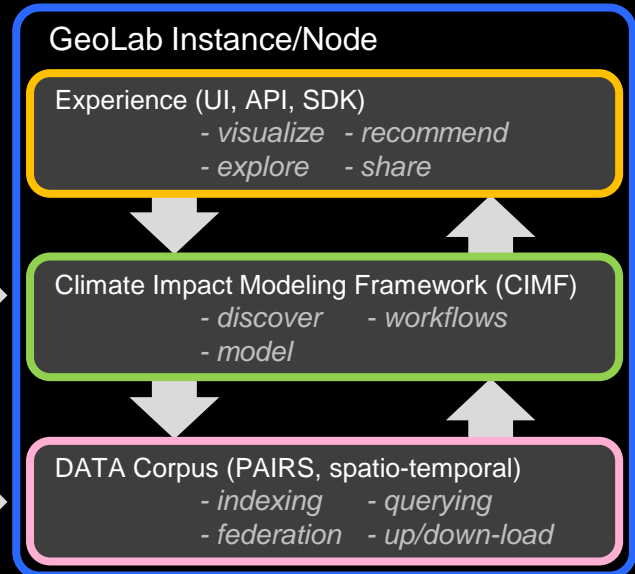 GeoLab Instance/Node
Experience (UI, API, SDK)
- visualize - recommend
- explore - share
Climate Impact Modeling Framework (CIMF)
- discover - workflows
- model
DATA Corpus (PAIRS, spatio-temporal)
- indexing - querying
- federation - up/down-load